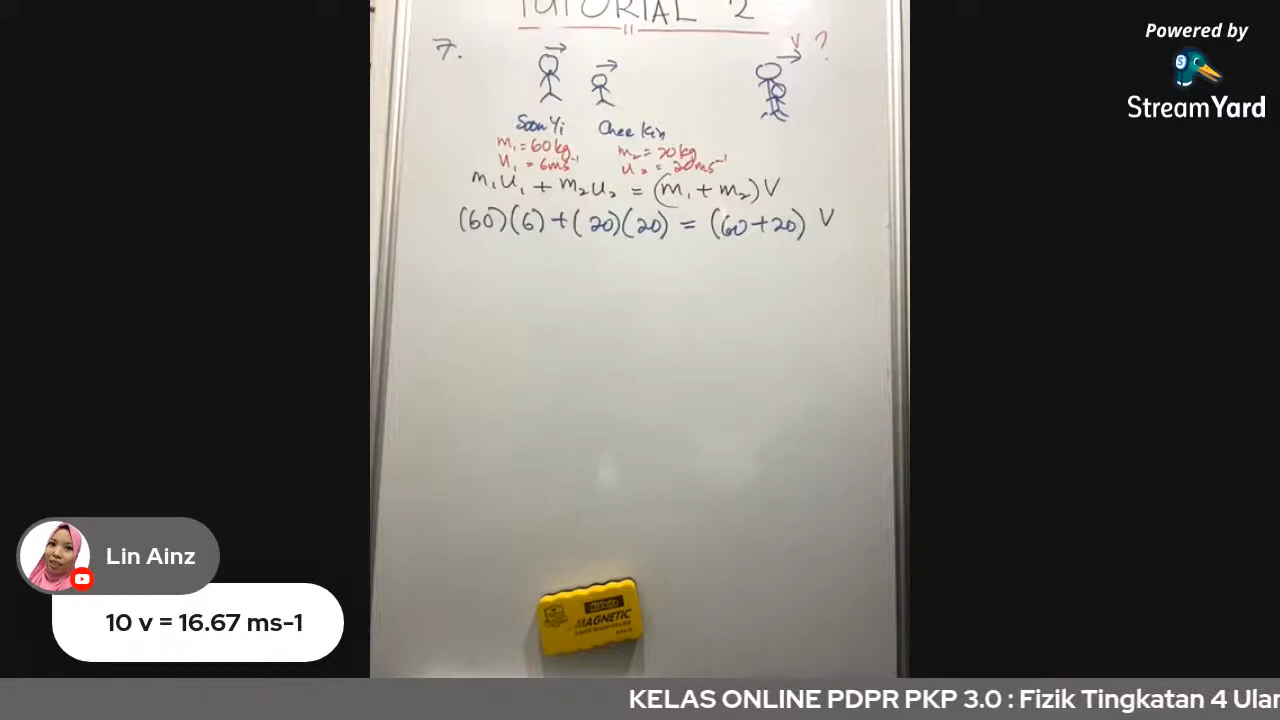 TUTORIAL 2
7.
V ?
Soon Yi
Chee Kin
m₁ = 60 kg
m₂ = 20 kg
u₁ = 6 ms⁻¹
u₂ = 20 ms⁻¹
m₁u₁ + m₂u₂ = (m₁ + m₂) V
(60)(6) + (20)(20) = (60+20) V
MAGNETIC
Powered by
StreamYard
Lin Ainz
10 v = 16.67 ms-1
KELAS ONLINE PDPR PKP 3.0 : Fizik Tingkatan 4 Ular